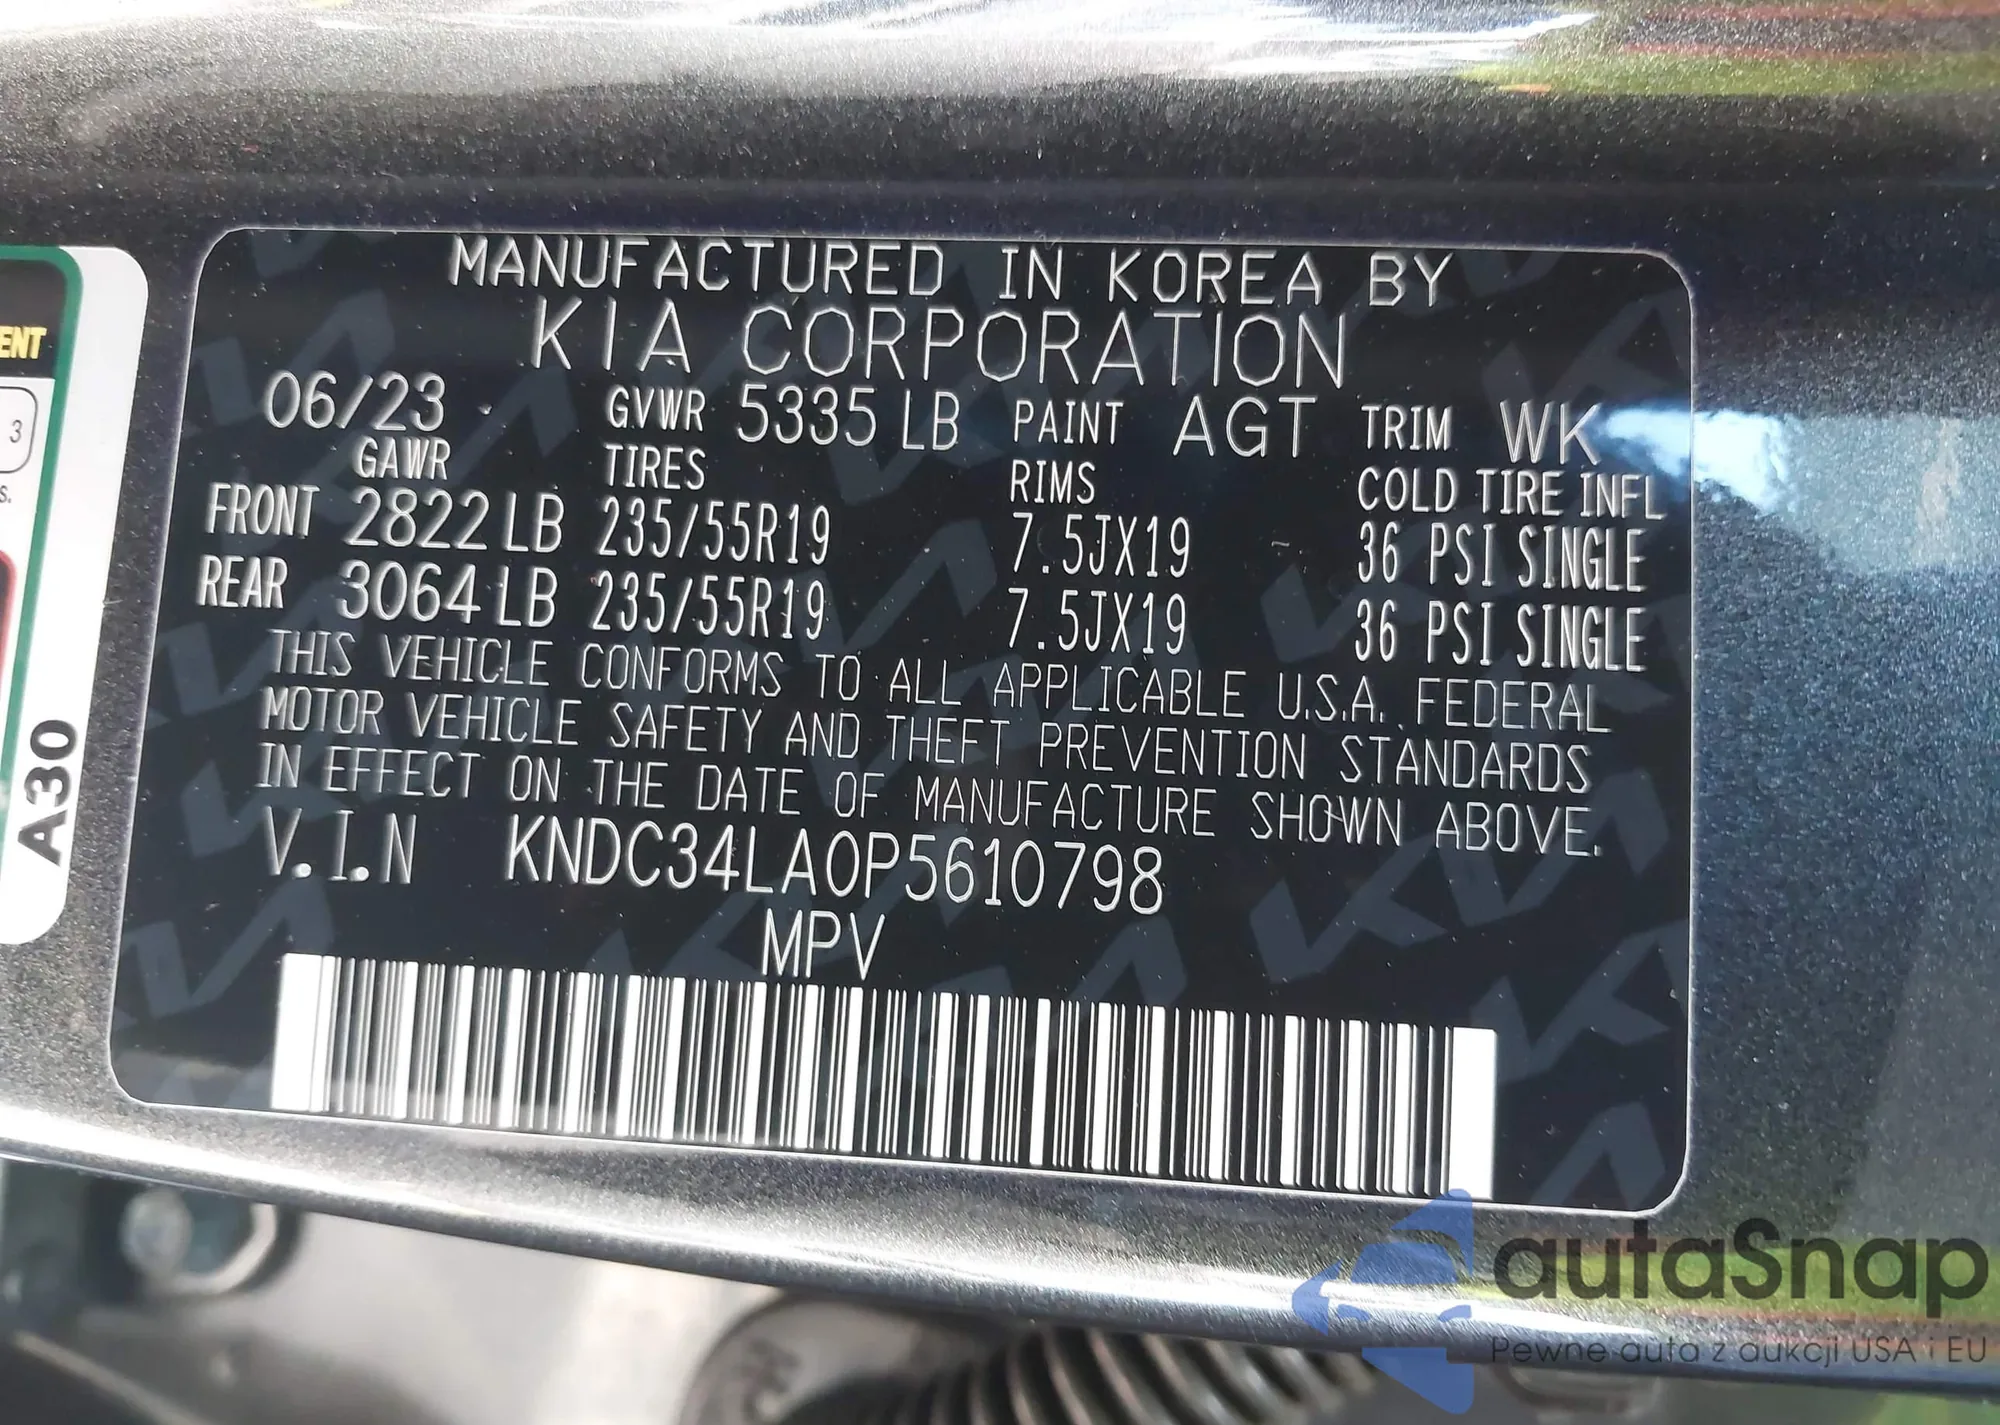 MANUFACTURED IN KOREA BY
KIA CORPORATION
06/23 GVWR 5335 LB PAINT AGT TRIM WK
GAWR TIRES RIMS COLD TIRE INFL
FRONT 2822 LB 235/55R19 7.5JX19 36 PSI SINGLE
REAR 3064 LB 235/55R19 7.5JX19 36 PSI SINGLE
THIS VEHICLE CONFORMS TO ALL APPLICABLE U.S.A. FEDERAL
MOTOR VEHICLE SAFETY AND THEFT PREVENTION STANDARDS
IN EFFECT ON THE DATE OF MANUFACTURE SHOWN ABOVE.
V.I.N KNDC34LA0P5610798
MPV
ENT
3
S.
A30
autaSnap
Pewne auta z aukcji USA i EU